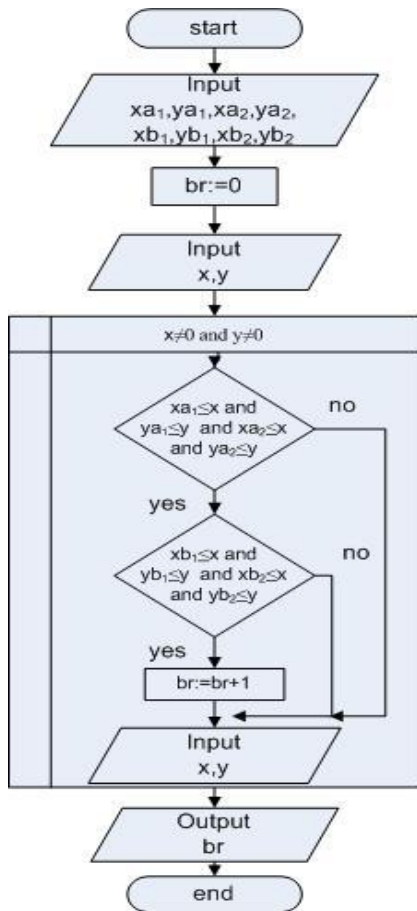 start
Input
xa₁,ya₁,xa₂,ya₂,
xb₁,yb₁,xb₂,yb₂
br:=0
Input
x,y
x≠0 and y≠0
xa₁≤x and
ya₁≤y and xa₂≤x
and ya₂≤y
no
yes
xb₁≤x and
yb₁≤y and xb₂≤x
and yb₂≤y
no
yes
br:=br+1
Input
x,y
Output
br
end